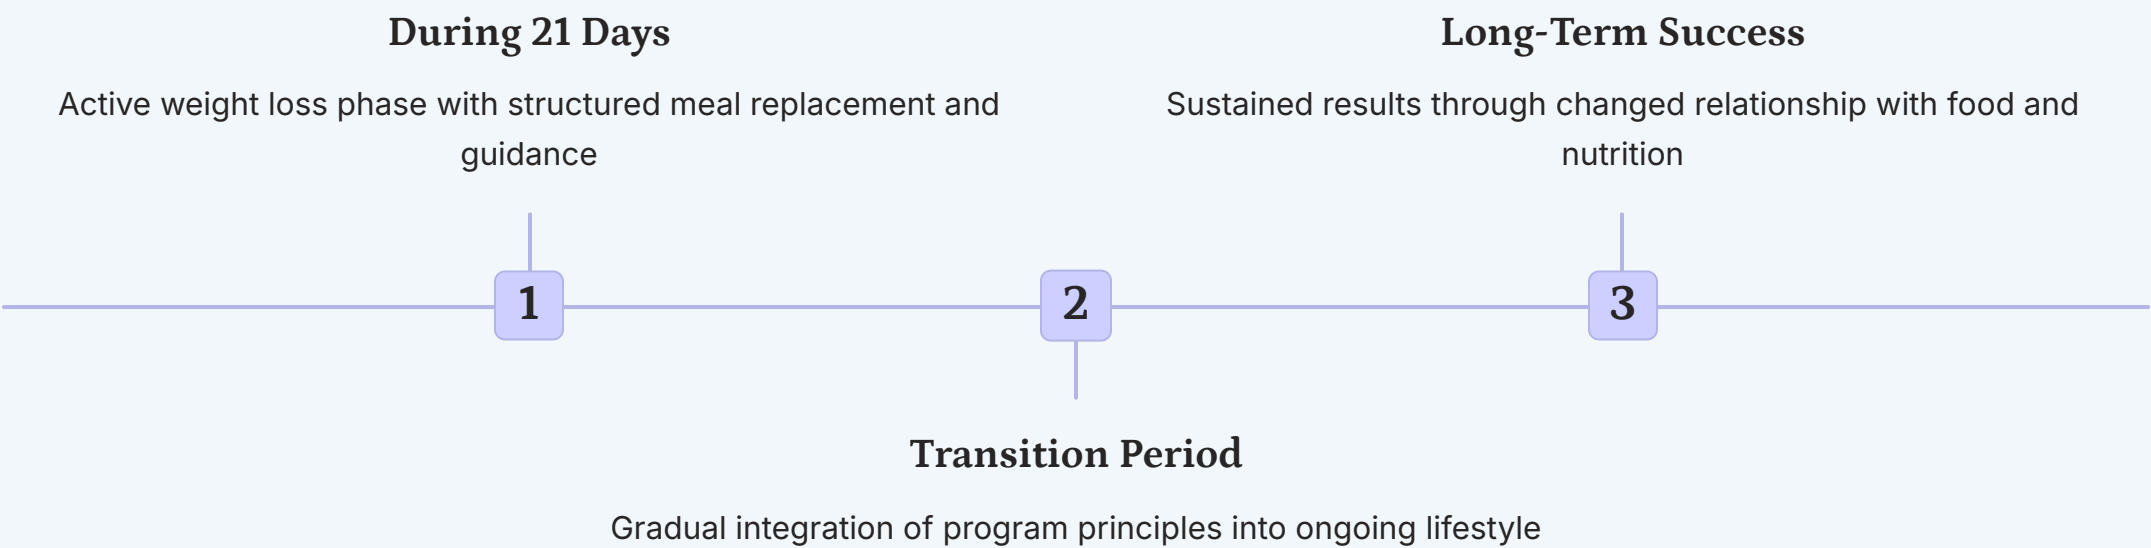 During 21 Days
Active weight loss phase with structured meal replacement and
guidance
Long-Term Success
Sustained results through changed relationship with food and
nutrition
1
2
3
Transition Period
Gradual integration of program principles into ongoing lifestyle